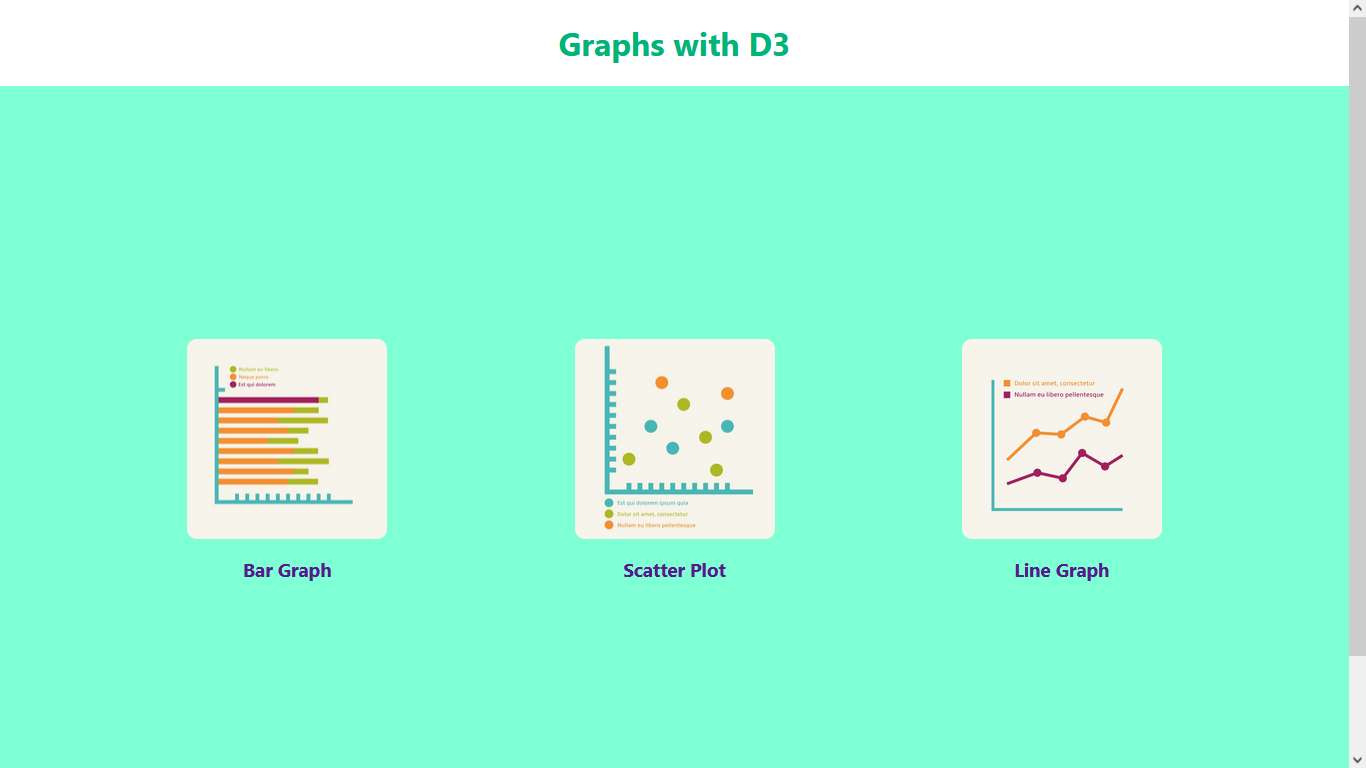 Graphs with D3
Nullam eu libero
Neque porro
Est qui dolorem
Bar Graph
Est qui dolorem ipsum quia
Dolor sit amet, consectetur
Nullam eu libero pellentesque
Scatter Plot
Dolor sit amet, consectetur
Nullam eu libero pellentesque
Line Graph